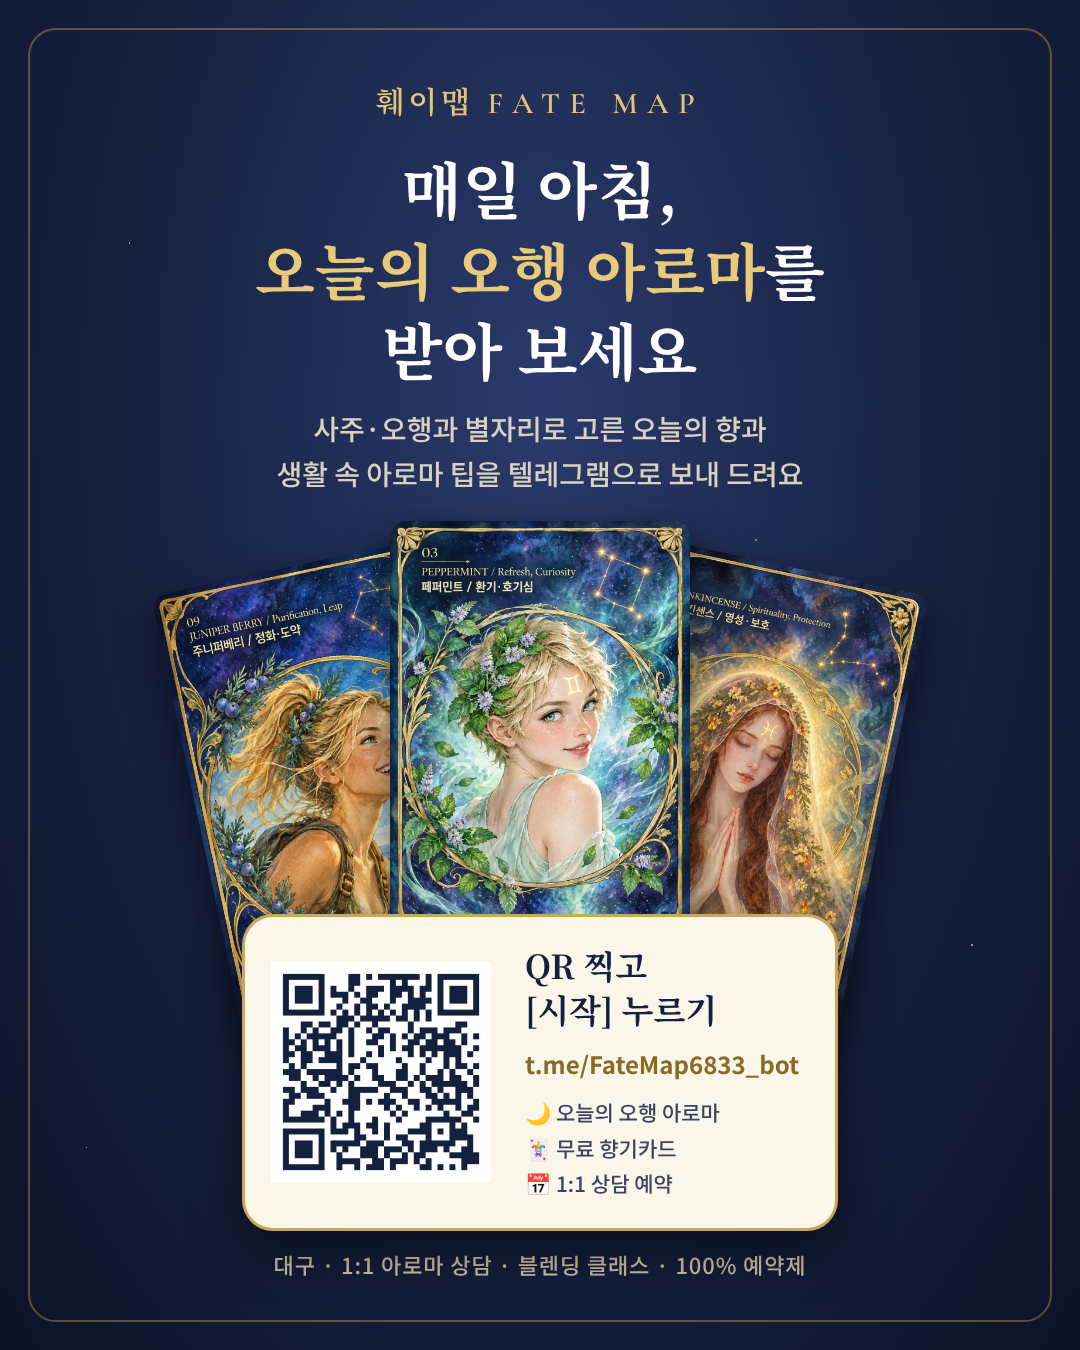 훼이맵 FATE MAP
매일 아침,
오늘의 오행 아로마를
받아 보세요
사주·오행과 별자리로 고른 오늘의 향과
생활 속 아로마 팁을 텔레그램으로 보내 드려요
09
JUNIPER BERRY / Purification, Leap
주니퍼베리 / 정화·도약
03
PEPPERMINT / Refresh, Curiosity
페퍼민트 / 환기·호기심
/ Spirituality, Protection
/ 명성·보호
QR 찍고
[시작] 누르기
t.me/FateMap6833_bot
🌙 오늘의 오행 아로마
🃏 무료 향기카드
📅 1:1 상담 예약
대구 · 1:1 아로마 상담 · 블렌딩 클래스 · 100% 예약제